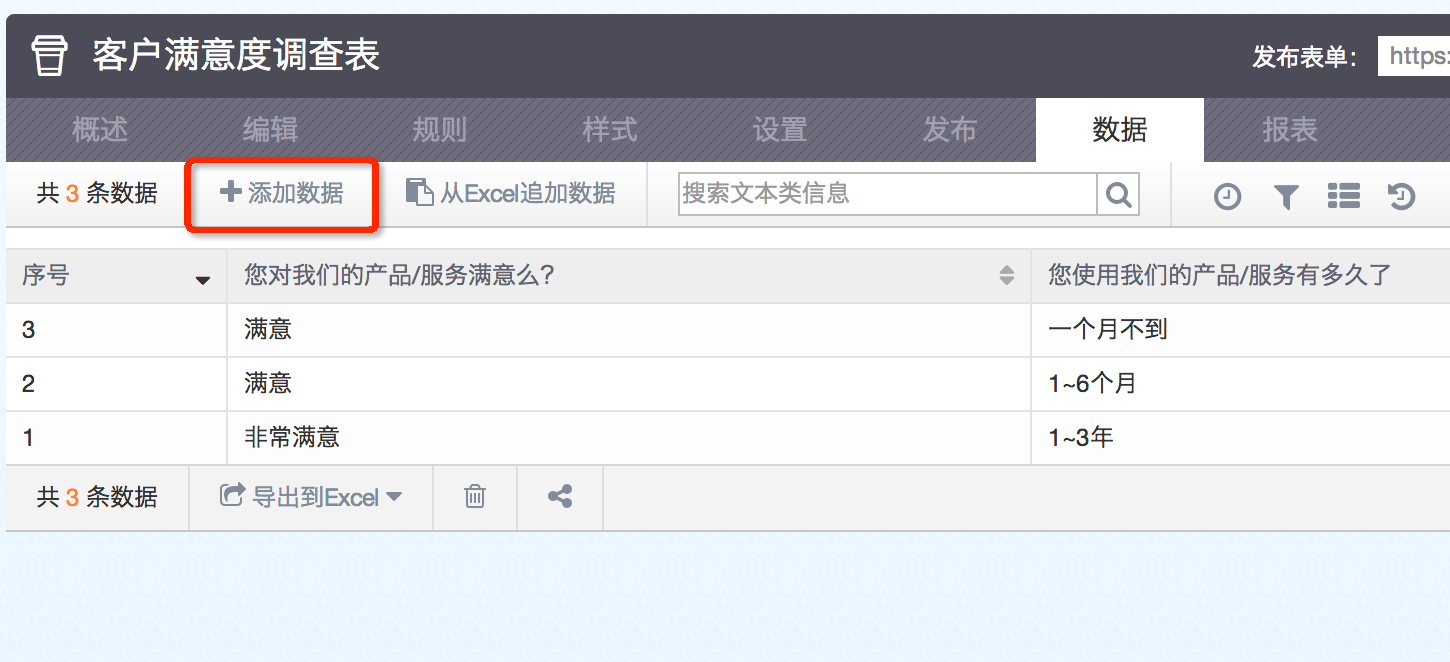 客户满意度调查表 发布表单： https:
概述 编辑 规则 样式 设置 发布 数据 报表
共 3 条数据 添加数据 从Excel追加数据 搜索文本类信息
序号 您对我们的产品/服务满意么？ 您使用我们的产品/服务有多久了
3 满意 一个月不到
2 满意 1~6个月
1 非常满意 1~3年
共 3 条数据 导出到Excel